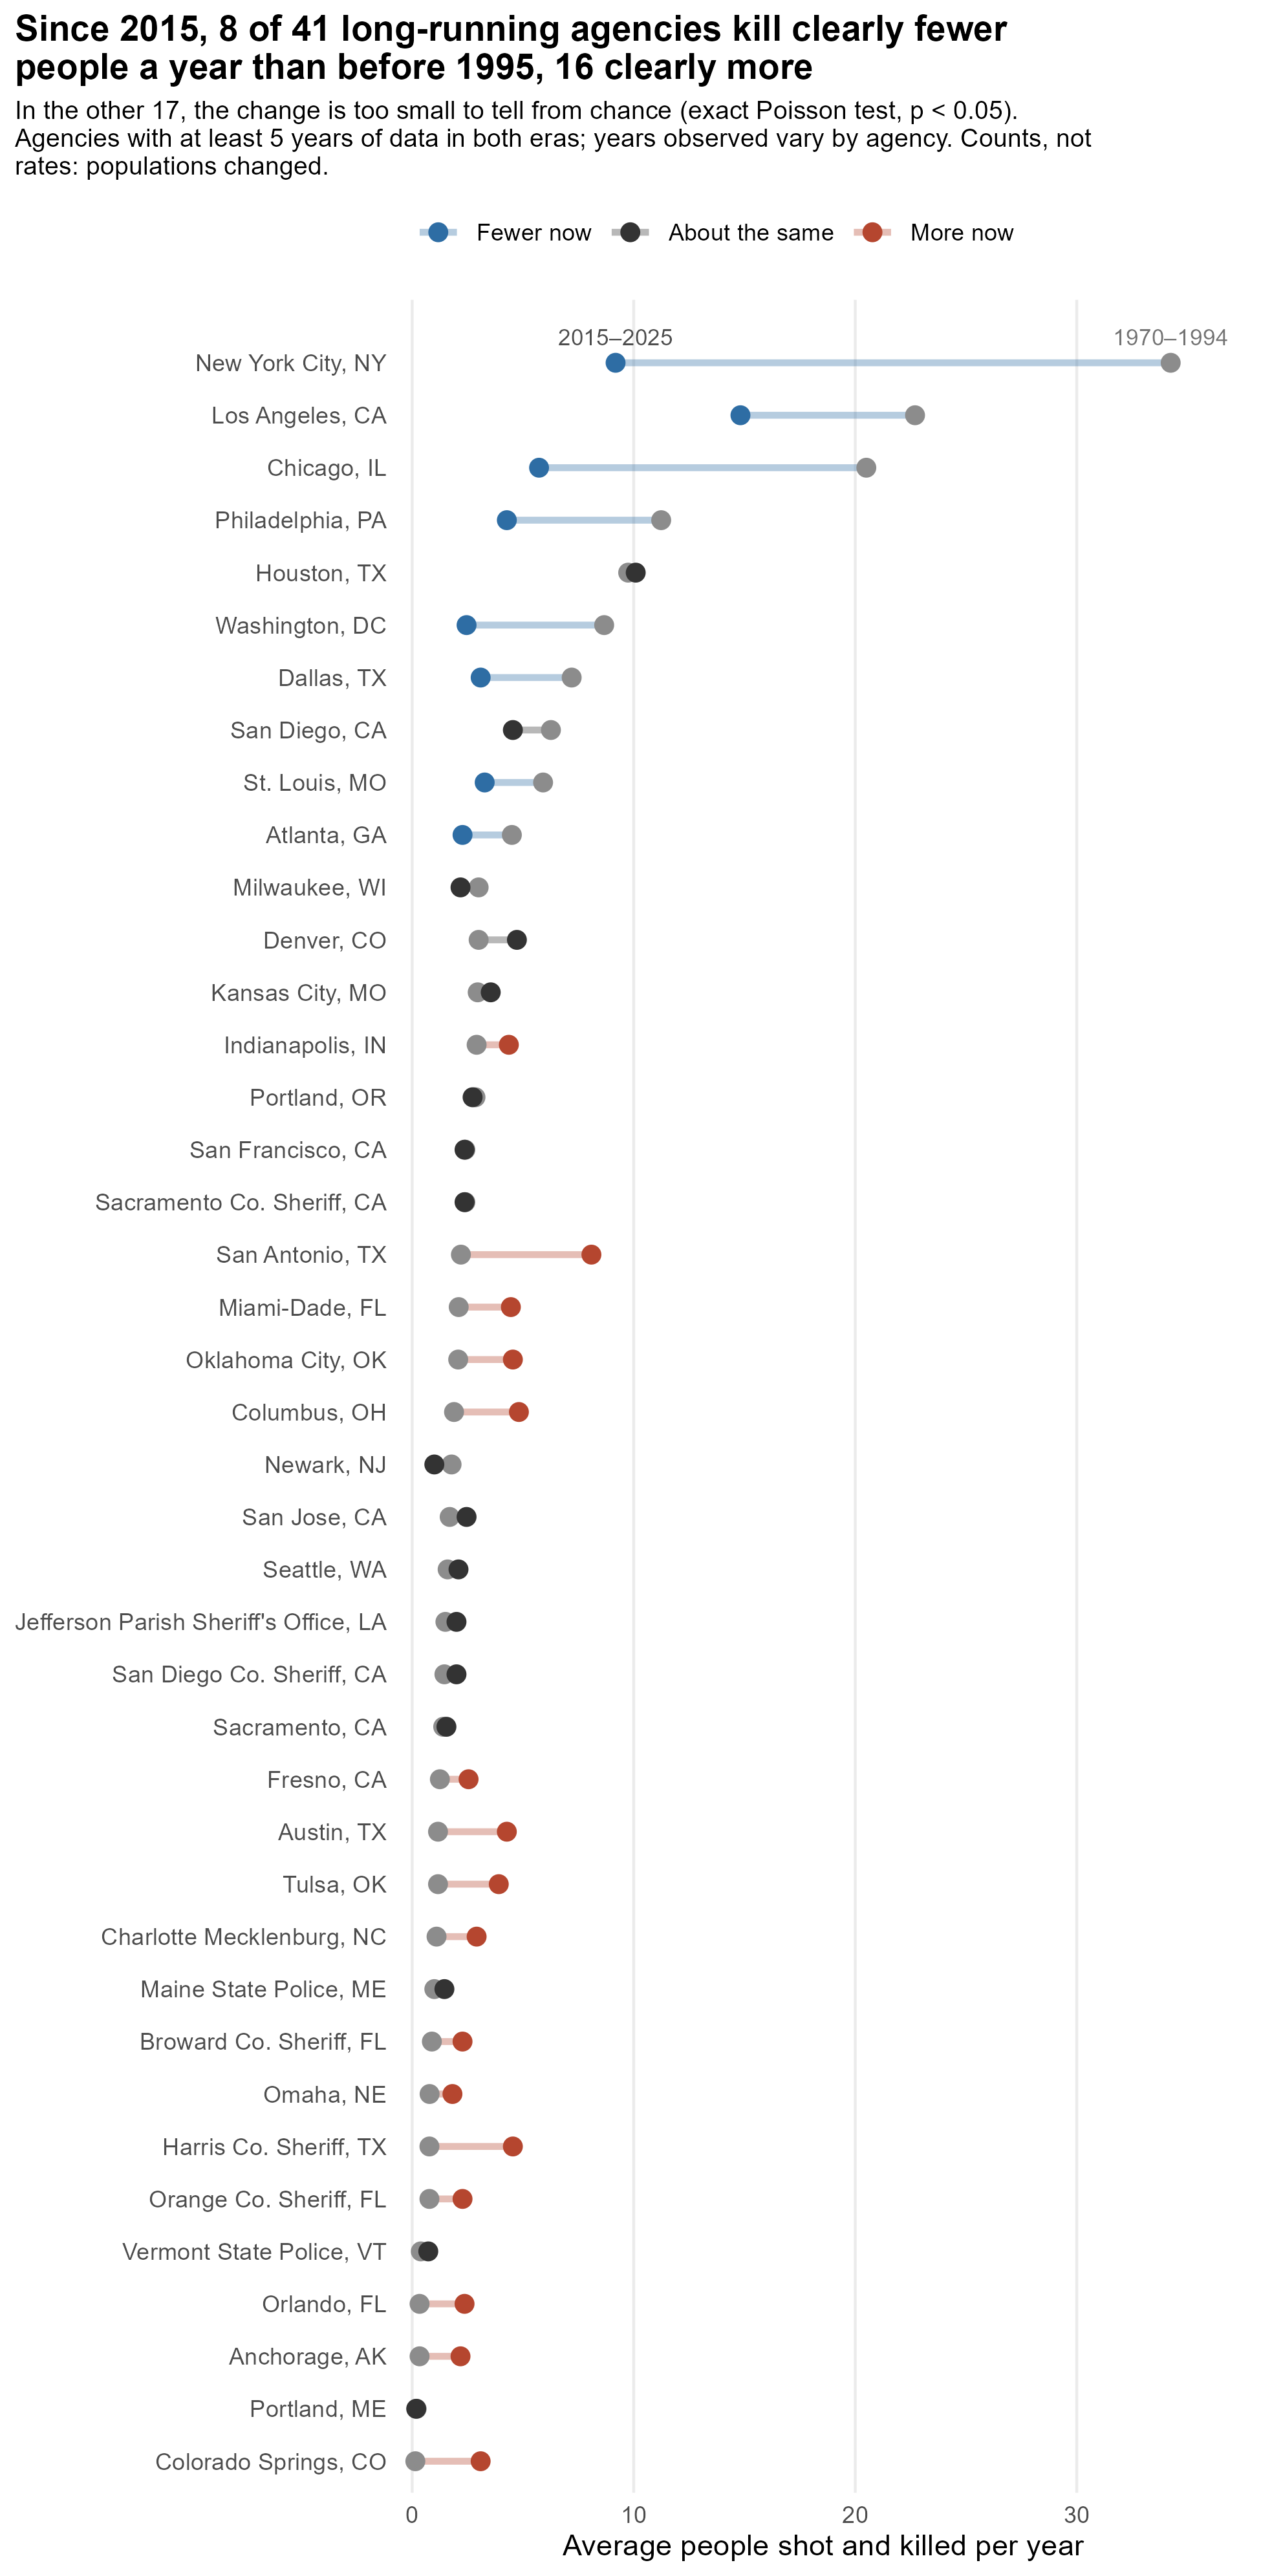 Since 2015, 8 of 41 long-running agencies kill clearly fewer
people a year than before 1995, 16 clearly more
In the other 17, the change is too small to tell from chance (exact Poisson test, p < 0.05).
Agencies with at least 5 years of data in both eras; years observed vary by agency. Counts, not
rates: populations changed.
Fewer now About the same More now
2015–2025 1970–1994
New York City, NY
Los Angeles, CA
Chicago, IL
Philadelphia, PA
Houston, TX
Washington, DC
Dallas, TX
San Diego, CA
St. Louis, MO
Atlanta, GA
Milwaukee, WI
Denver, CO
Kansas City, MO
Indianapolis, IN
Portland, OR
San Francisco, CA
Sacramento Co. Sheriff, CA
San Antonio, TX
Miami-Dade, FL
Oklahoma City, OK
Columbus, OH
Newark, NJ
San Jose, CA
Seattle, WA
Jefferson Parish Sheriff's Office, LA
San Diego Co. Sheriff, CA
Sacramento, CA
Fresno, CA
Austin, TX
Tulsa, OK
Charlotte Mecklenburg, NC
Maine State Police, ME
Broward Co. Sheriff, FL
Omaha, NE
Harris Co. Sheriff, TX
Orange Co. Sheriff, FL
Vermont State Police, VT
Orlando, FL
Anchorage, AK
Portland, ME
Colorado Springs, CO
0 10 20 30
Average people shot and killed per year